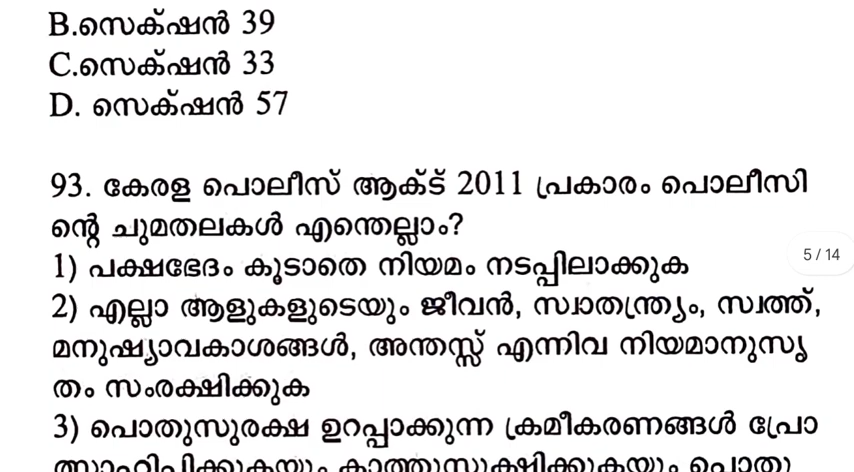 B.സെക്ഷൻ 39
C.സെക്ഷൻ 33
D. സെക്ഷൻ 57
93. കേരള പൊലീസ് ആക്ട് 2011 പ്രകാരം പൊലീസി
ന്റെ ചുമതലകൾ എന്തെല്ലാം?
1) പക്ഷഭേദം കൂടാതെ നിയമം നടപ്പിലാക്കുക
5 / 14
2) എല്ലാ ആളുകളുടെയും ജീവൻ, സ്വാതന്ത്ര്യം, സ്വത്ത്,
മനുഷ്യാവകാശങ്ങൾ, അന്തസ്സ് എന്നിവ നിയമാനുസൃ
തം സംരക്ഷിക്കുക
3) പൊതുസുരക്ഷ ഉറപ്പാക്കുന്ന ക്രമീകരണങ്ങൾ പ്രോ
ത്സാഹിപ്പിക്കുകയും കാത്തുസൂക്ഷിക്കുകയും പൊതു